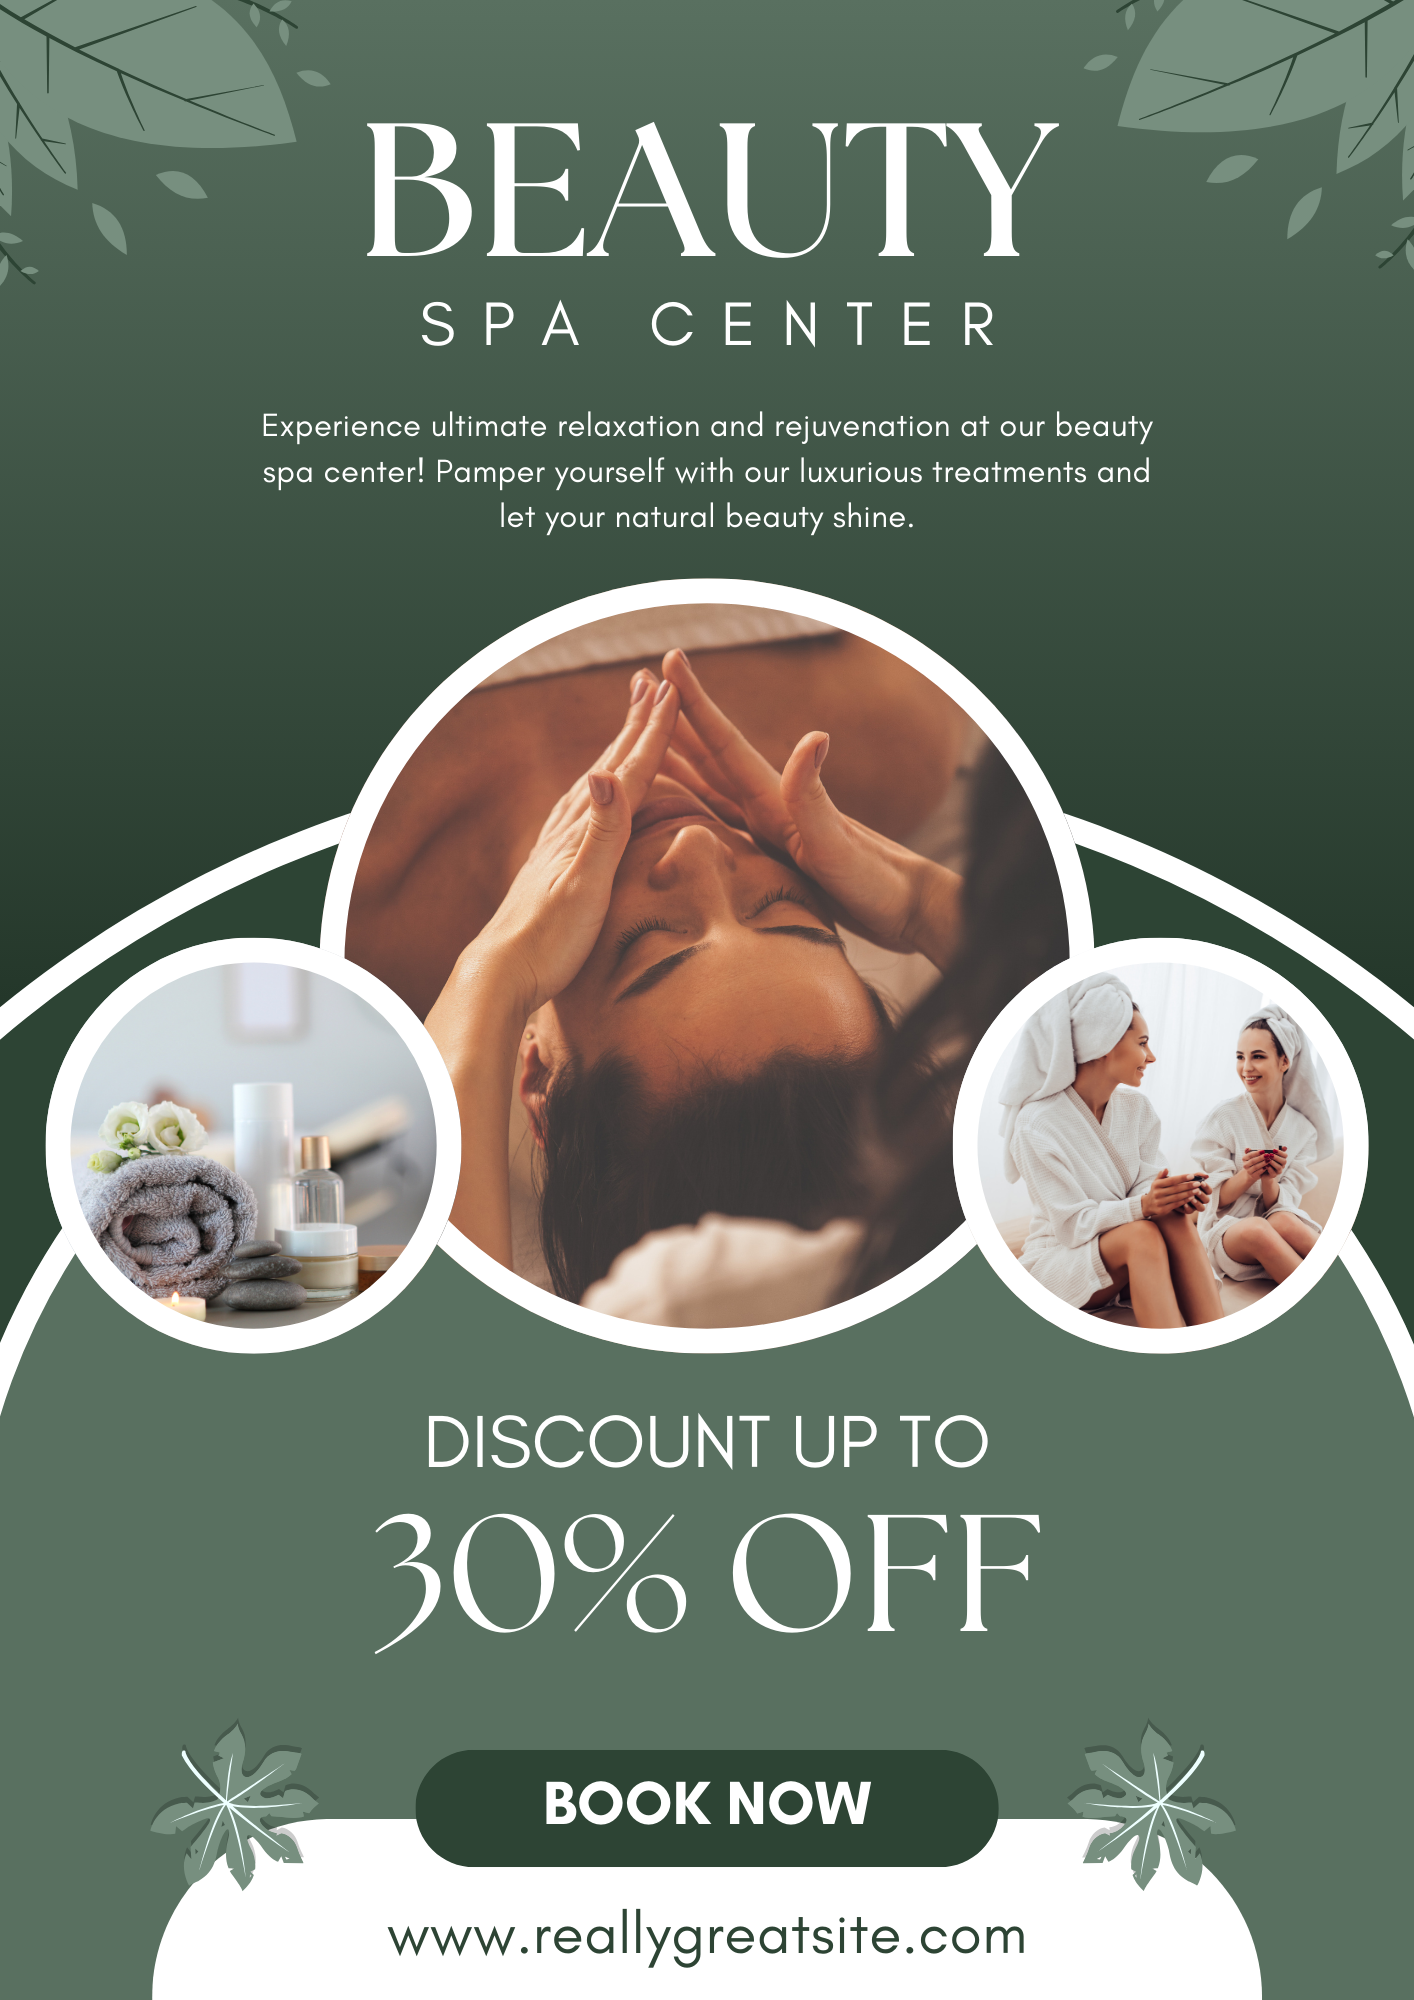 BEAUTY
SPA CENTER
Experience ultimate relaxation and rejuvenation at our beauty
spa center! Pamper yourself with our luxurious treatments and
let your natural beauty shine.
DISCOUNT UP TO
30% OFF
BOOK NOW
www.reallygreatsite.com